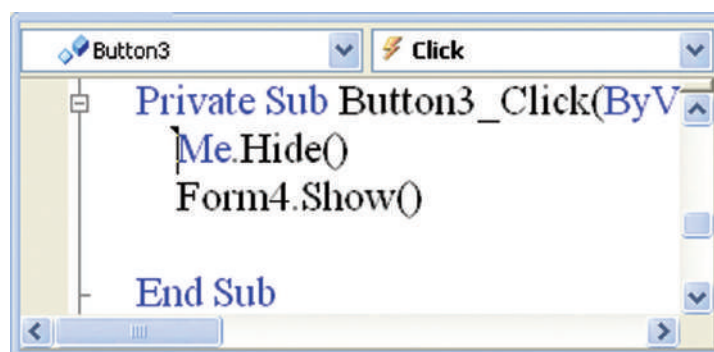 Button3 Click
Private Sub Button3_Click(ByV
Me.Hide()
Form4.Show()
End Sub